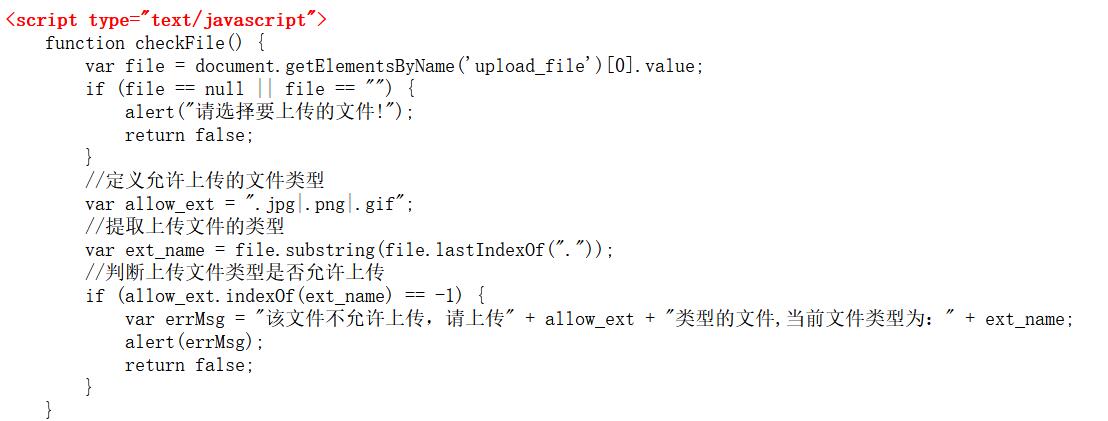 <script type="text/javascript">
    function checkFile() {
        var file = document.getElementsByName('upload_file')[0].value;
        if (file == null || file == "") {
            alert("请选择要上传的文件!");
            return false;
        }
        //定义允许上传的文件类型
        var allow_ext = ".jpg|.png|.gif";
        //提取上传文件的类型
        var ext_name = file.substring(file.lastIndexOf("."));
        //判断上传文件类型是否允许上传
        if (allow_ext.indexOf(ext_name) == -1) {
            var errMsg = "该文件不允许上传，请上传" + allow_ext + "类型的文件,当前文件类型为：" + ext_name;
            alert(errMsg);
            return false;
        }
    }